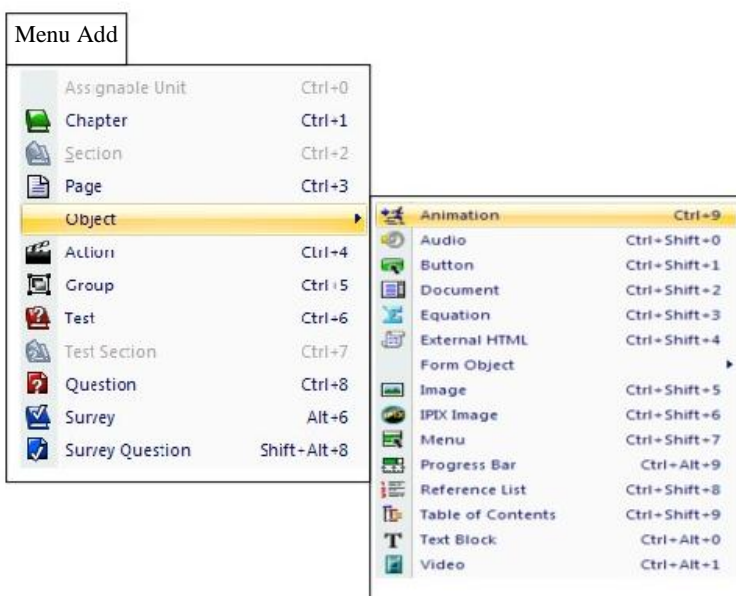 Menu Add
Assignable Unit Ctrl+0
Chapter Ctrl+1
Section Ctrl+2
Page Ctrl+3
Object
Action Ctrl+4
Group Ctrl+5
Test Ctrl+6
Test Section Ctrl+7
Question Ctrl+8
Survey Alt+6
Survey Question Shift+Alt+8
Animation Ctrl+9
Audio Ctrl+Shift+0
Button Ctrl+Shift+1
Document Ctrl+Shift+2
Equation Ctrl+Shift+3
External HTML Ctrl+Shift+4
Form Object
Image Ctrl+Shift+5
IPIX Image Ctrl+Shift+6
Menu Ctrl+Shift+7
Progress Bar Ctrl+Alt+9
Reference List Ctrl+Shift+8
Table of Contents Ctrl+Shift+9
Text Block Ctrl+Alt+0
Video Ctrl+Alt+1